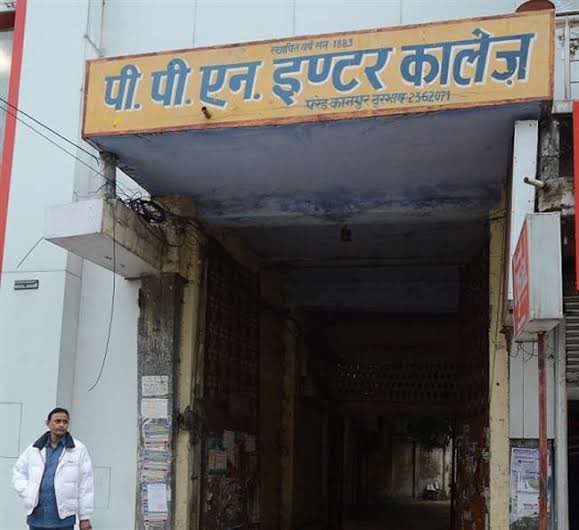 स्थापित वर्ष सन् 1883
पी. पी. एन. इण्टर कालेज़
परेड कानपुर दूरभाष 2362071